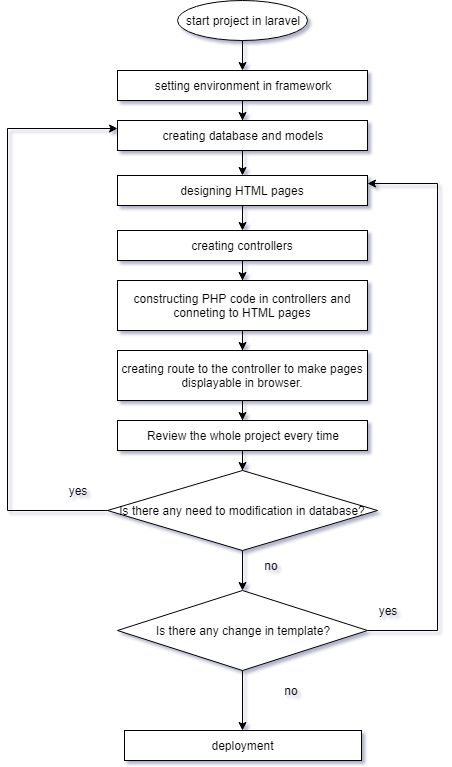 start project in laravel
setting environment in framework
creating database and models
designing HTML pages
creating controllers
constructing PHP code in controllers and
conneting to HTML pages
creating route to the controller to make pages
displayable in browser.
Review the whole project every time
yes
Is there any need to modification in database?
no
yes
Is there any change in template?
no
deployment